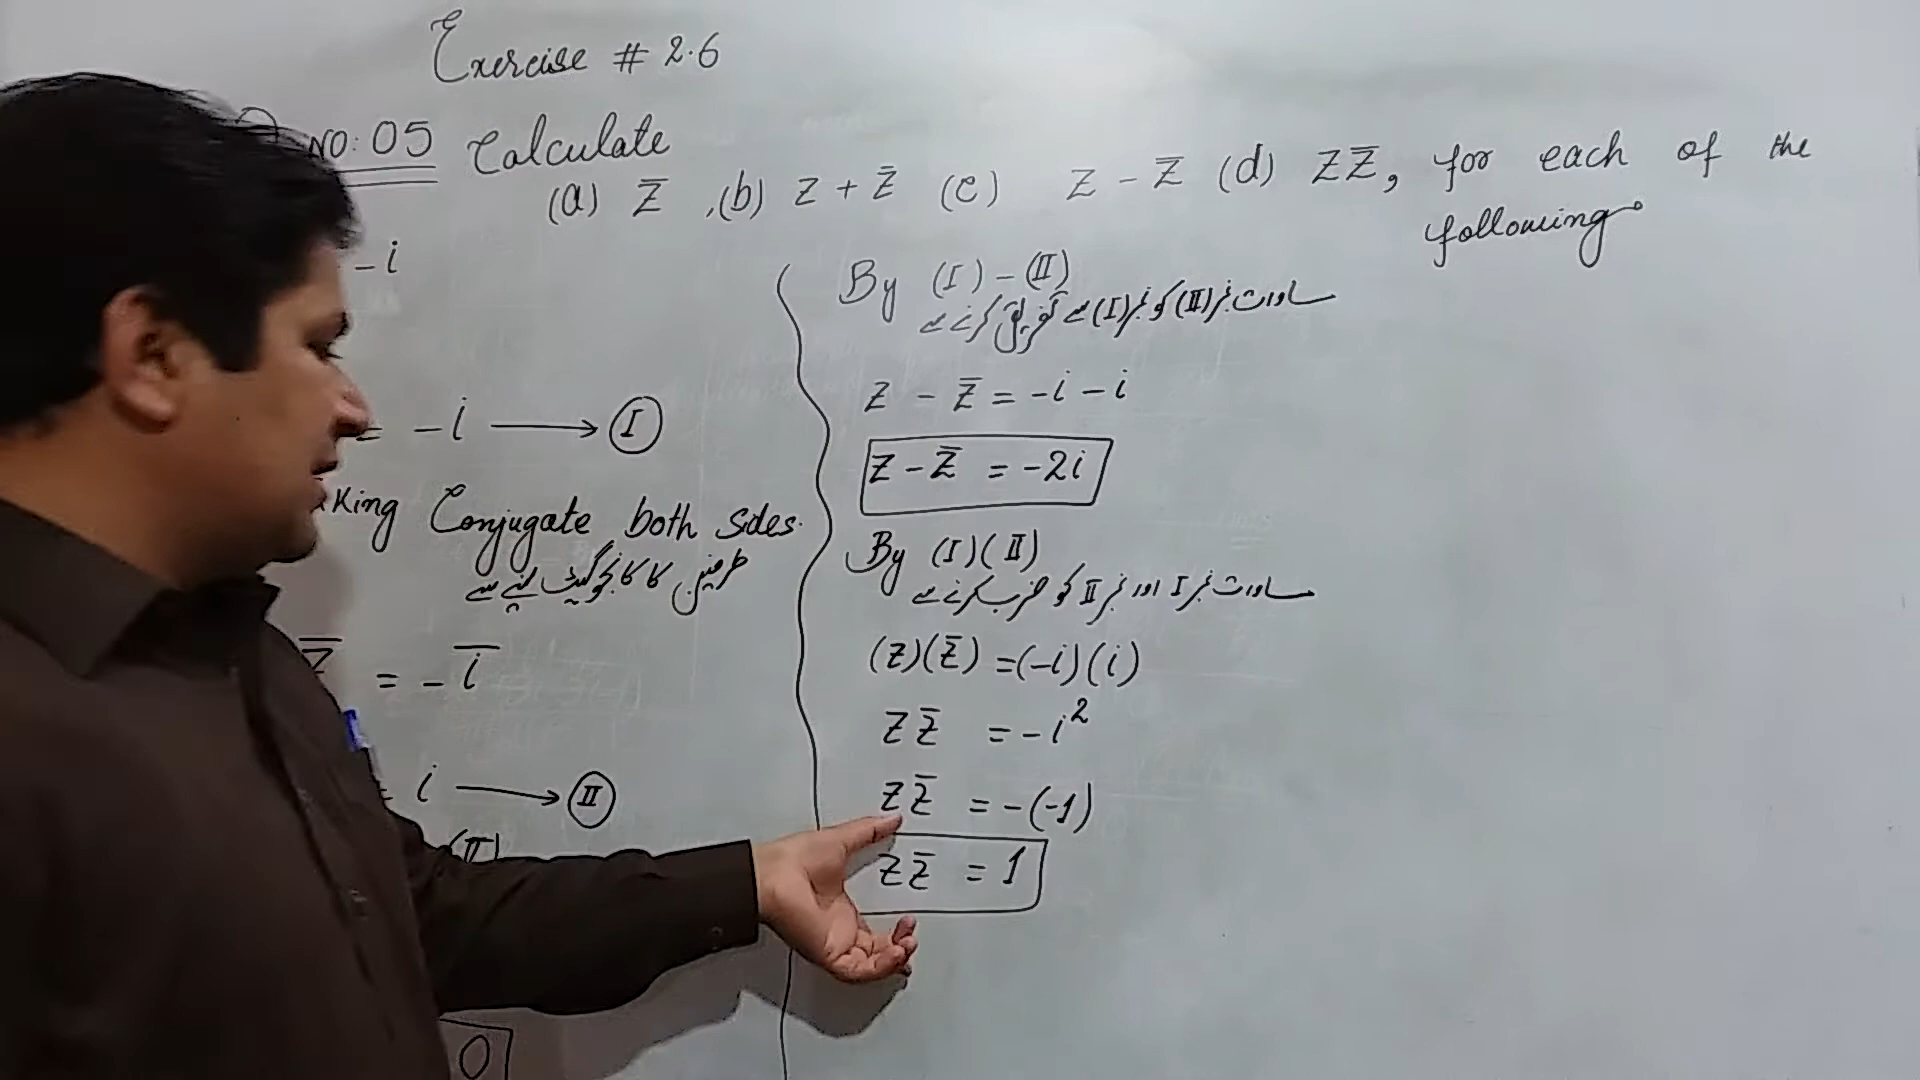 Exercise # 2.6
NO: 05 Calculate
(a) z̄ , (b) z + z̄ (c) z - z̄ (d) zz̄, for each of the
following
- i
= -i → (I)
king Conjugate both sides.
طرفین کا کانجوگیٹ لینے سے
z̄ = - i̅
= i → (II)
(II)
0
By (I) - (II)
مساوات نمبر (II) کو نمبر (I) سے تفریق کرنے سے
z - z̄ = -i - i
z - z̄ = -2i
By (I)(II)
مساوات نمبر I اور نمبر II کو ضرب کرنے سے
(z)(z̄) = (-i)(i)
zz̄ = -i²
zz̄ = -(-1)
zz̄ = 1